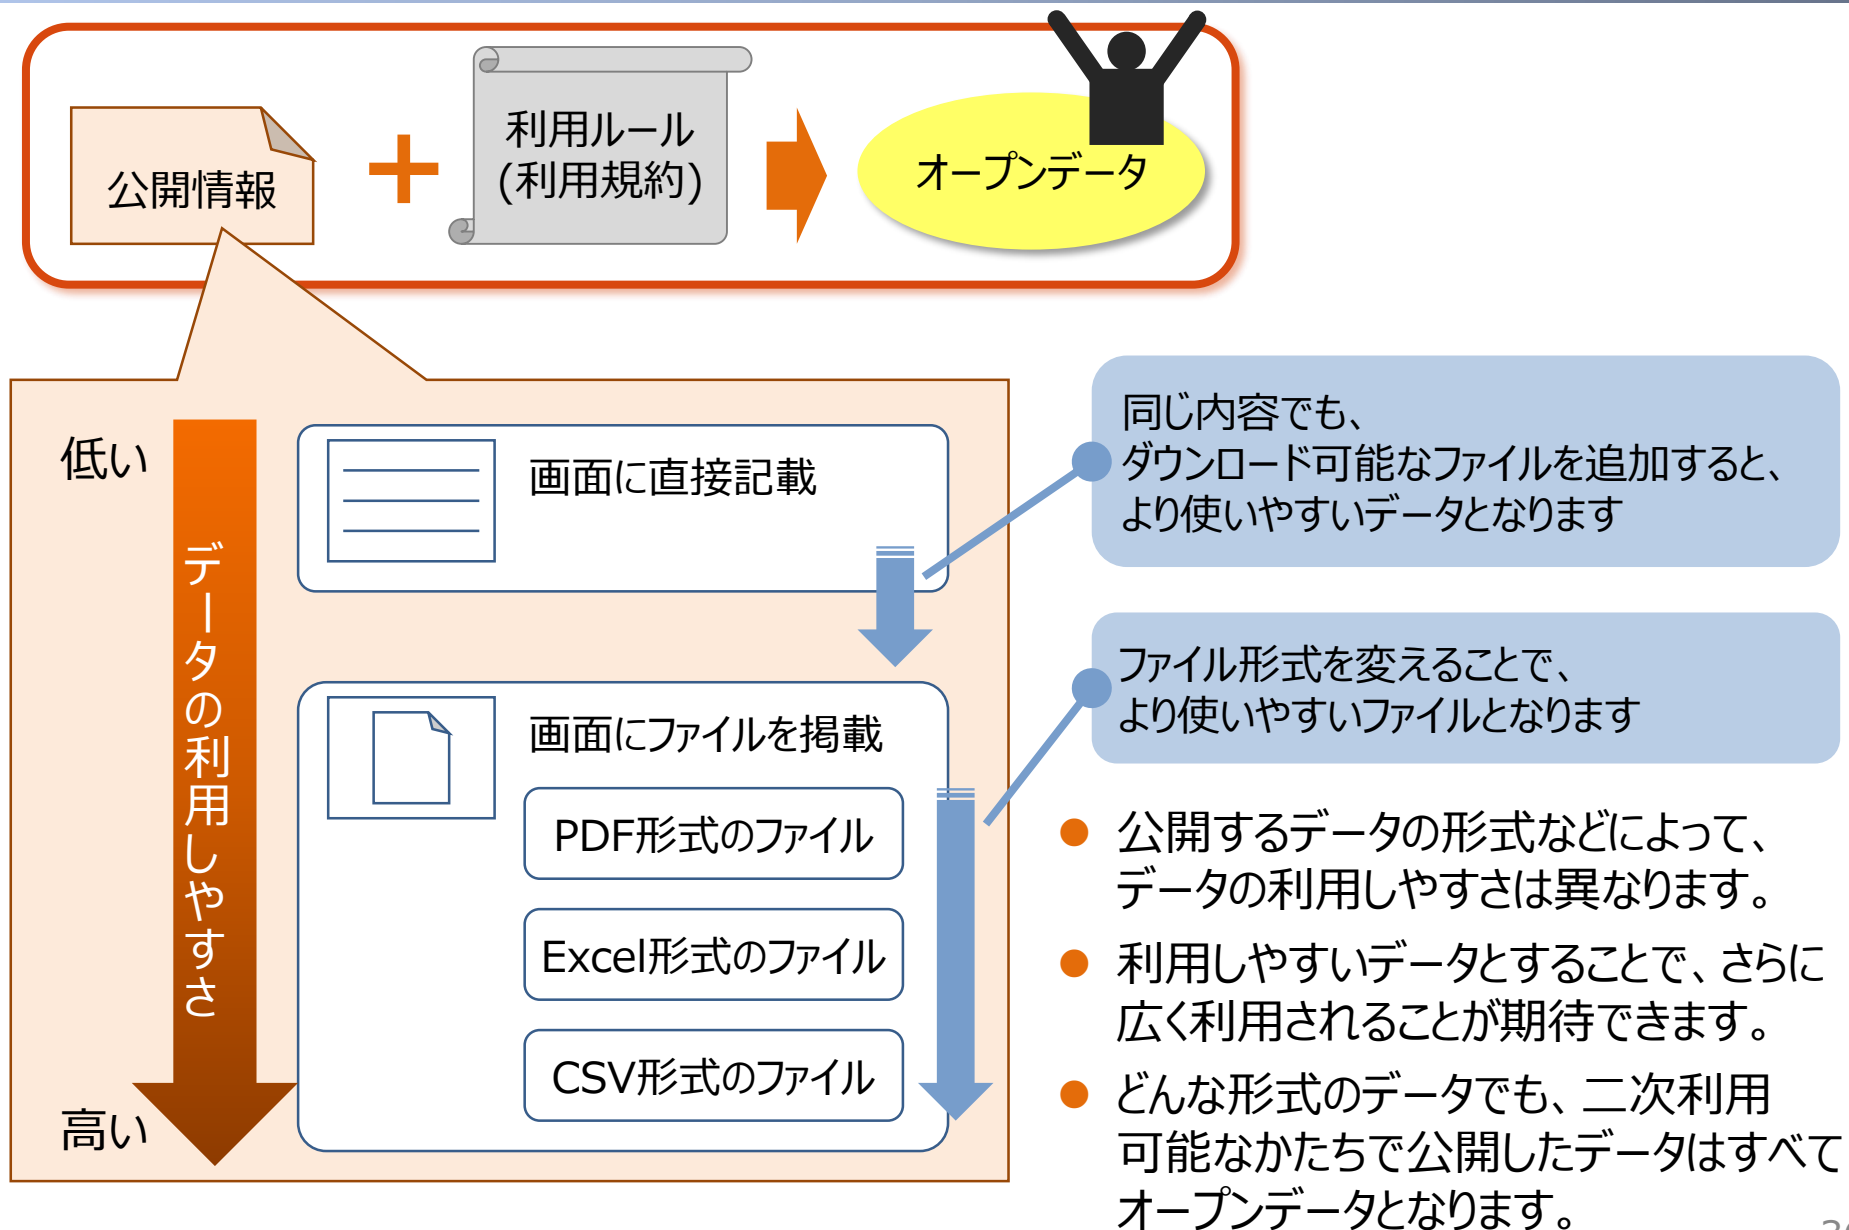 公開情報
+
利用ルール
(利用規約)
オープンデータ
低い
データの利用しやすさ
高い
画面に直接記載
画面にファイルを掲載
PDF形式のファイル
Excel形式のファイル
CSV形式のファイル
同じ内容でも、
ダウンロード可能なファイルを追加すると、
より使いやすいデータとなります
ファイル形式を変えることで、
より使いやすいファイルとなります
● 公開するデータの形式などによって、
データの利用しやすさは異なります。
● 利用しやすいデータとすることで、さらに
広く利用されることが期待できます。
● どんな形式のデータでも、二次利用
可能なかたちで公開したデータはすべて
オープンデータとなります。